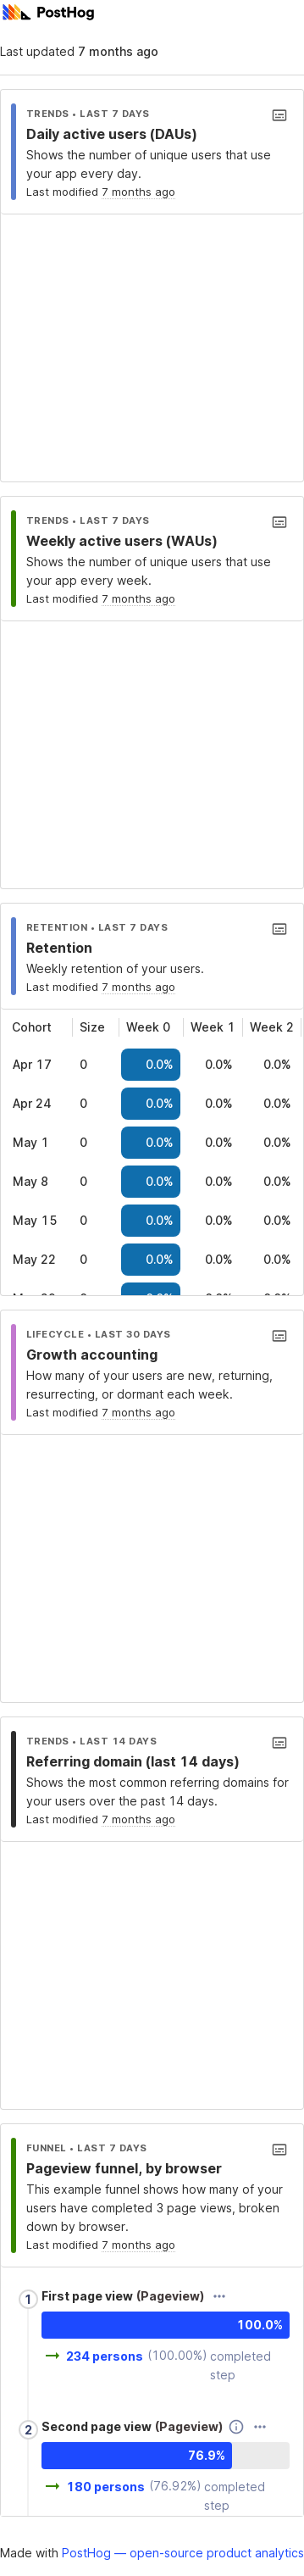 PostHog
Last updated 7 months ago
TRENDS • LAST 7 DAYS
Daily active users (DAUs)
Shows the number of unique users that use
your app every day.
Last modified 7 months ago
TRENDS • LAST 7 DAYS
Weekly active users (WAUs)
Shows the number of unique users that use
your app every week.
Last modified 7 months ago
RETENTION • LAST 7 DAYS
Retention
Weekly retention of your users.
Last modified 7 months ago
Cohort Size Week 0 Week 1 Week 2
Apr 17 0 0.0% 0.0% 0.0%
Apr 24 0 0.0% 0.0% 0.0%
May 1 0 0.0% 0.0% 0.0%
May 8 0 0.0% 0.0% 0.0%
May 15 0 0.0% 0.0% 0.0%
May 22 0 0.0% 0.0% 0.0%
LIFECYCLE • LAST 30 DAYS
Growth accounting
How many of your users are new, returning,
resurrecting, or dormant each week.
Last modified 7 months ago
TRENDS • LAST 14 DAYS
Referring domain (last 14 days)
Shows the most common referring domains for
your users over the past 14 days.
Last modified 7 months ago
FUNNEL • LAST 7 DAYS
Pageview funnel, by browser
This example funnel shows how many of your
users have completed 3 page views, broken
down by browser.
Last modified 7 months ago
1 First page view (Pageview)
100.0%
234 persons (100.00%) completed
step
2 Second page view (Pageview)
76.9%
180 persons (76.92%) completed
step
Made with PostHog — open-source product analytics